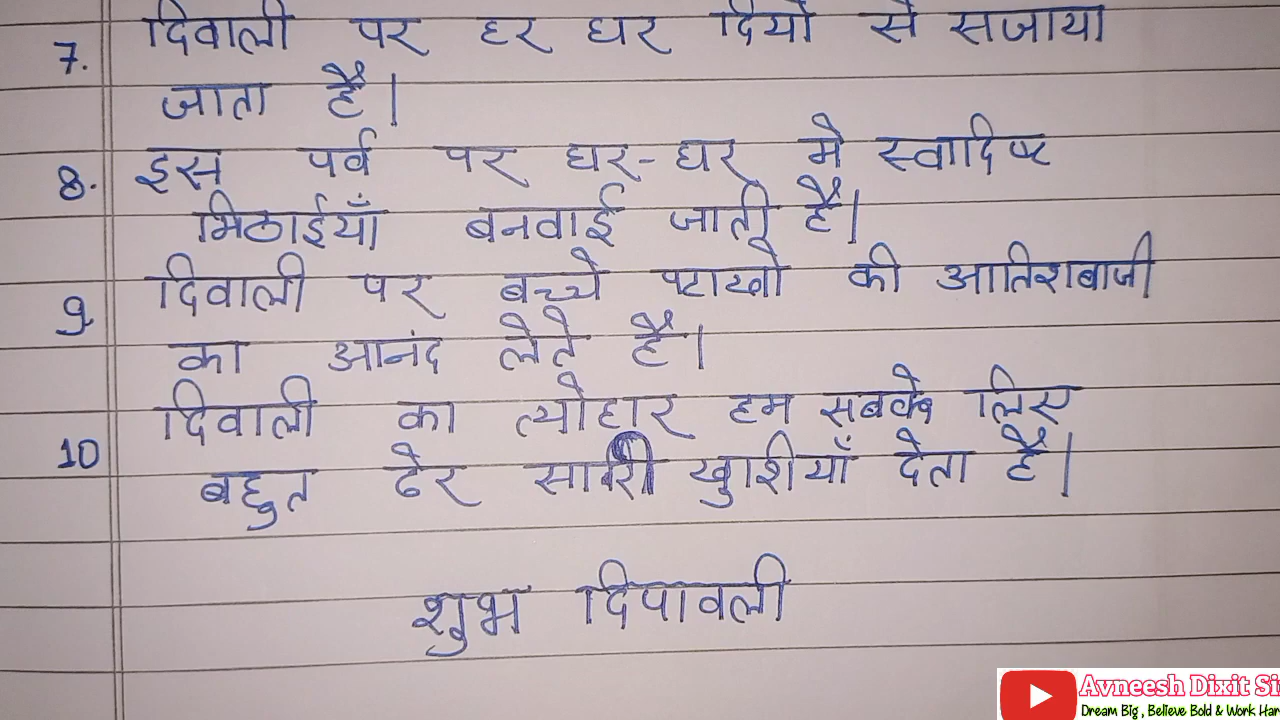 7. दिवाली पर हर घर दियो से सजाया
जाता है।
8. इस पर्व पर घर-घर मे स्वादिष्ट
मिठाईयाँ बनवाई जाती है।
9 दिवाली पर बच्चे पटाखो की आतिशबाजी
का आनंद लेते है।
10 दिवाली का त्योहार हम सबके लिए
बहुत ढेर सारी खुशियाँ देता है।
शुभ दिपावली
Avneesh Dixit Si
Dream Big , Believe Bold & Work Har